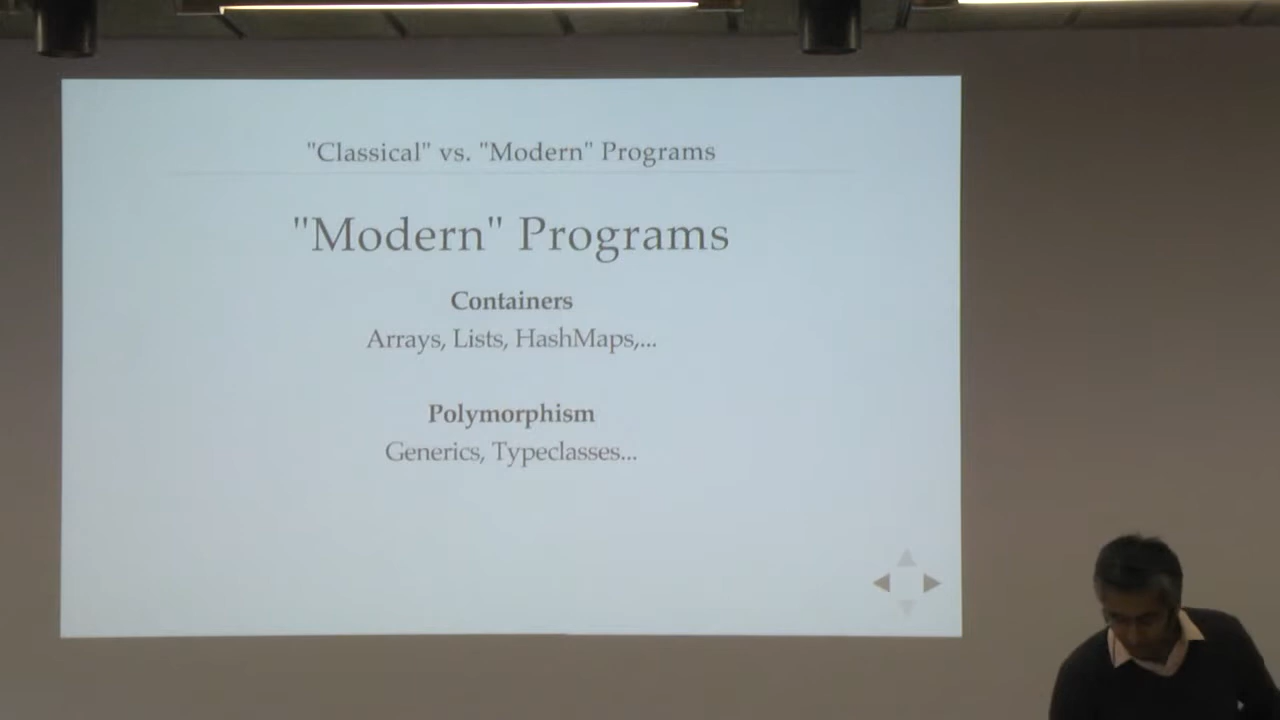 "Classical" vs. "Modern" Programs
"Modern" Programs
Containers
Arrays, Lists, HashMaps,...
Polymorphism
Generics, Typeclasses...